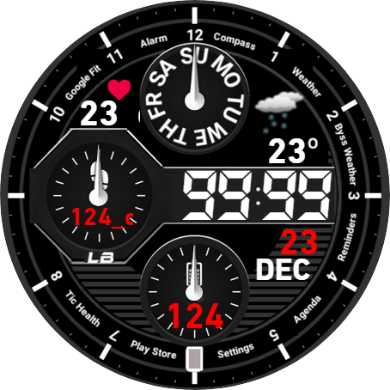 12
Compass
1
Weather
2
Byss Weather
3
Reminders
4
Agenda
5
Settings
Play Store
7
Tic Health
8
10
Google Fit
11
Alarm
SU MO TU WE TH FR SA
23
23°
99:99
124_c
LB
23
DEC
124